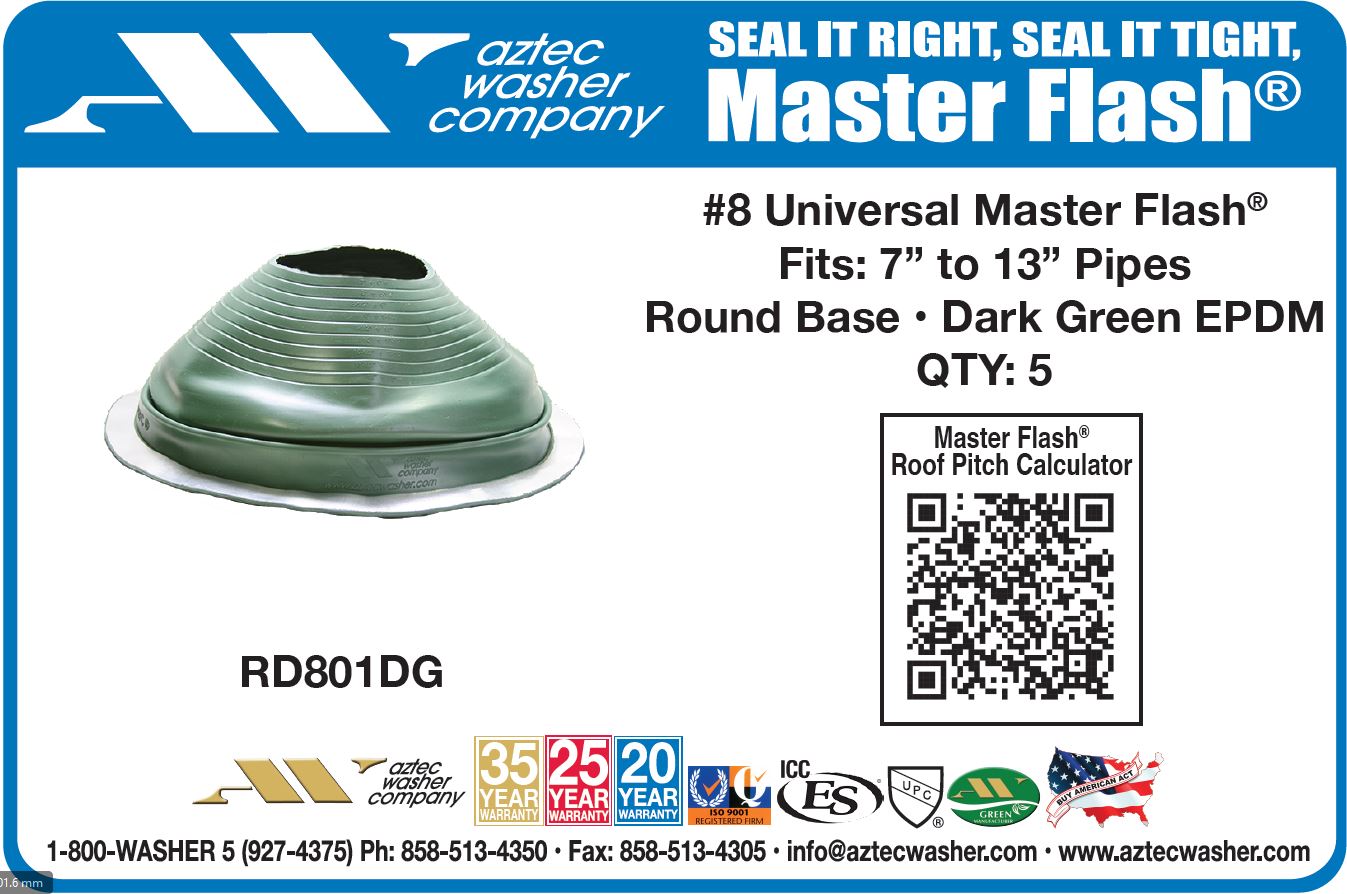 aztec
washer
company
SEAL IT RIGHT, SEAL IT TIGHT,
Master Flash®
#8 Universal Master Flash®
Fits: 7” to 13” Pipes
Round Base • Dark Green EPDM
QTY: 5
Master Flash®
Roof Pitch Calculator
aztec
washer
company
RD801DG
aztec
washer
company
35
YEAR
WARRANTY
25
YEAR
WARRANTY
20
YEAR
WARRANTY
ISO 9001
REGISTERED FIRM
ICC
ES®
UPC®
GREEN
MANUFACTURER
BUY AMERICAN ACT
1-800-WASHER 5 (927-4375) Ph: 858-513-4350 • Fax: 858-513-4305 • info@aztecwasher.com • www.aztecwasher.com
01.6 mm